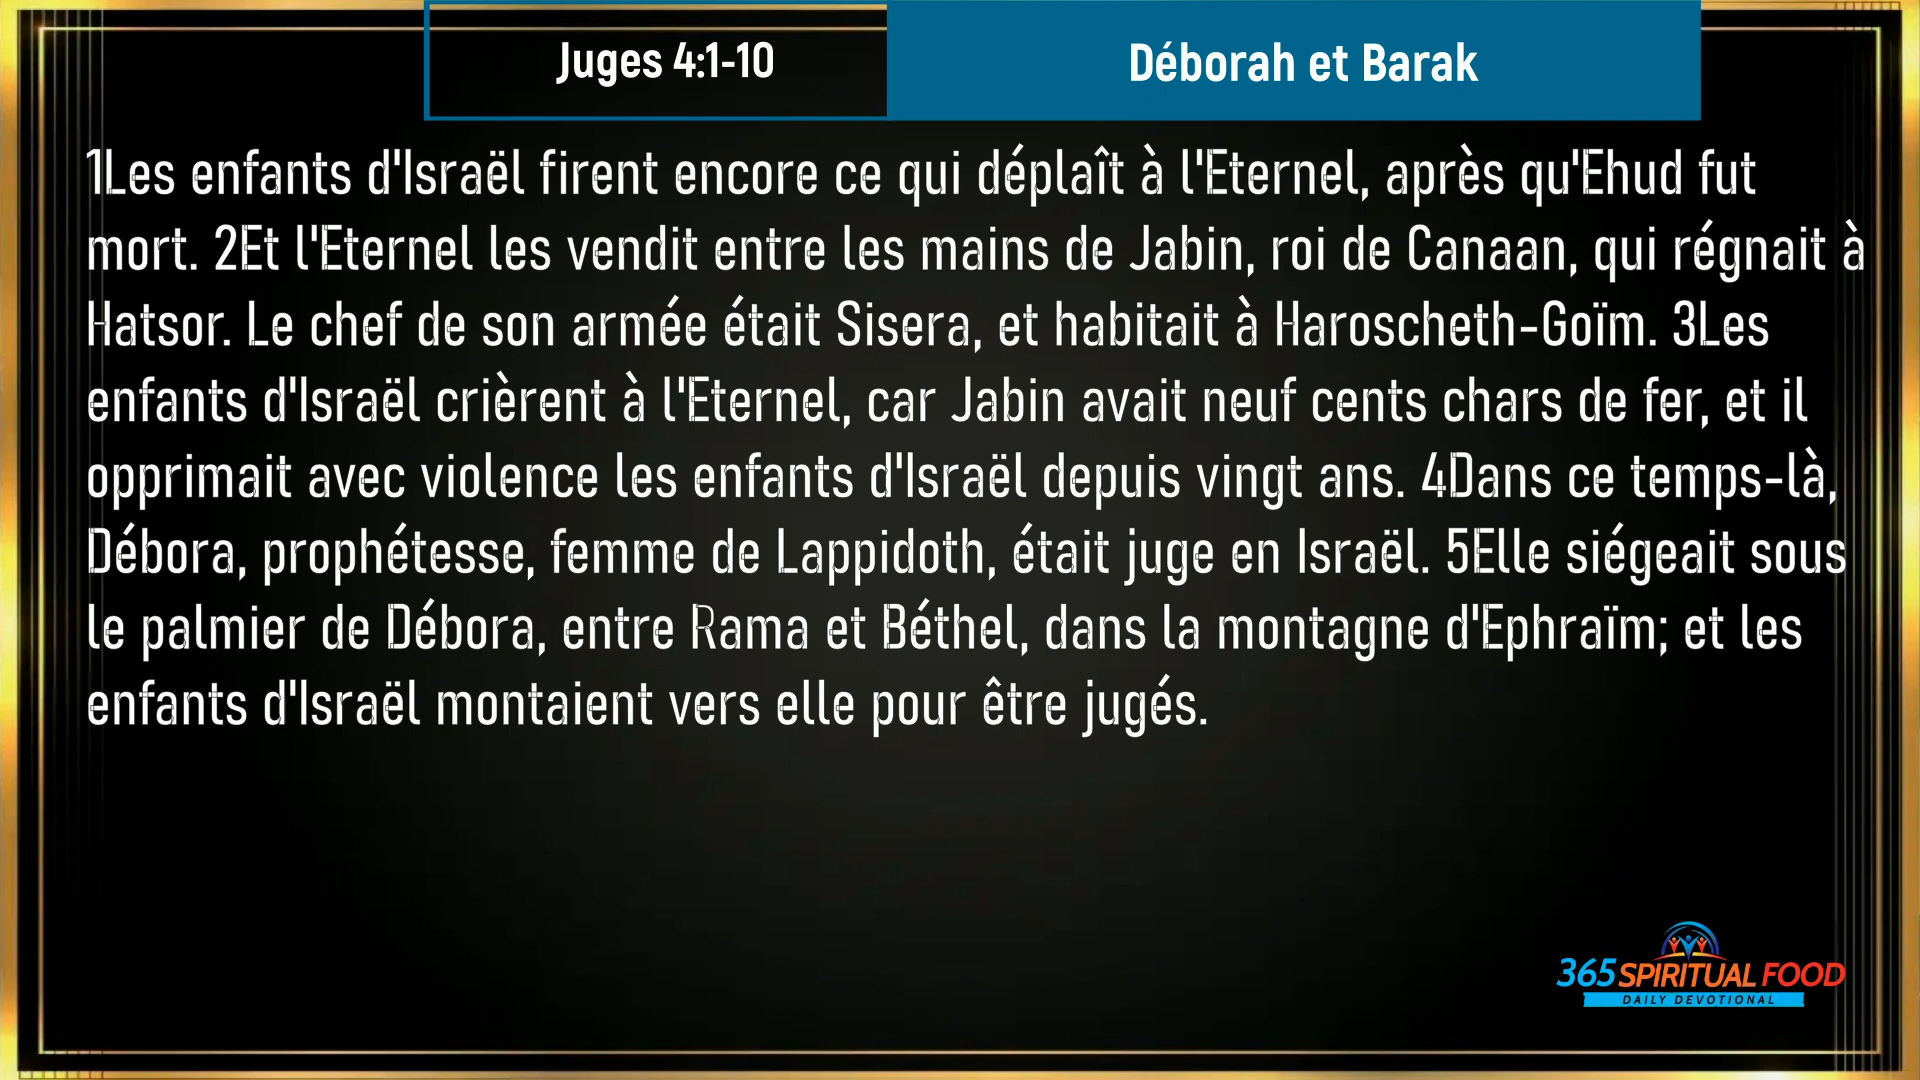 Juges 4:1-10
Déborah et Barak
1Les enfants d'Israël firent encore ce qui déplaît à l'Eternel, après qu'Ehud fut
mort. 2Et l'Eternel les vendit entre les mains de Jabin, roi de Canaan, qui régnait à
Hatsor. Le chef de son armée était Sisera, et habitait à Haroscheth-Goïm. 3Les
enfants d'Israël crièrent à l'Eternel, car Jabin avait neuf cents chars de fer, et il
opprimait avec violence les enfants d'Israël depuis vingt ans. 4Dans ce temps-là,
Débora, prophétesse, femme de Lappidoth, était juge en Israël. 5Elle siégeait sous
le palmier de Débora, entre Rama et Béthel, dans la montagne d'Ephraïm; et les
enfants d'Israël montaient vers elle pour être jugés.
365 SPIRITUAL FOOD
DAILY DEVOTIONAL